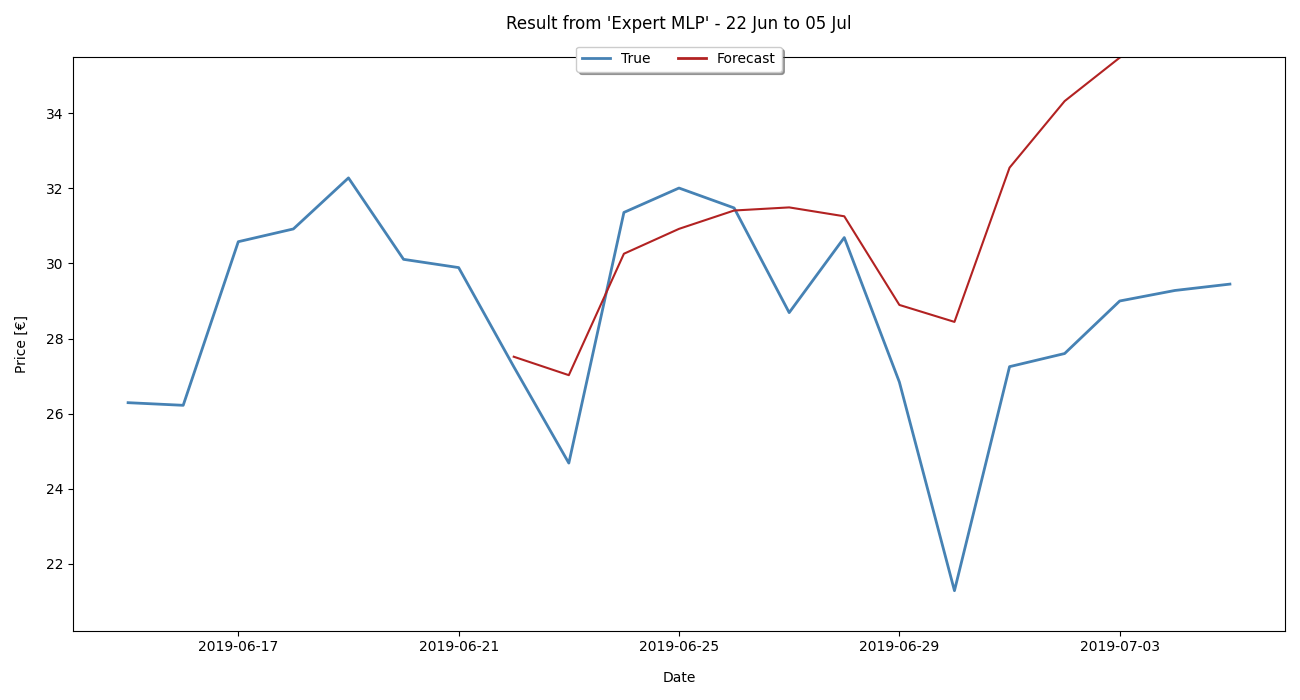 Result from 'Expert MLP' - 22 Jun to 05 Jul
True
Forecast
34
32
30
28
26
24
22
Price [€]
2019-06-17
2019-06-21
2019-06-25
2019-06-29
2019-07-03
Date